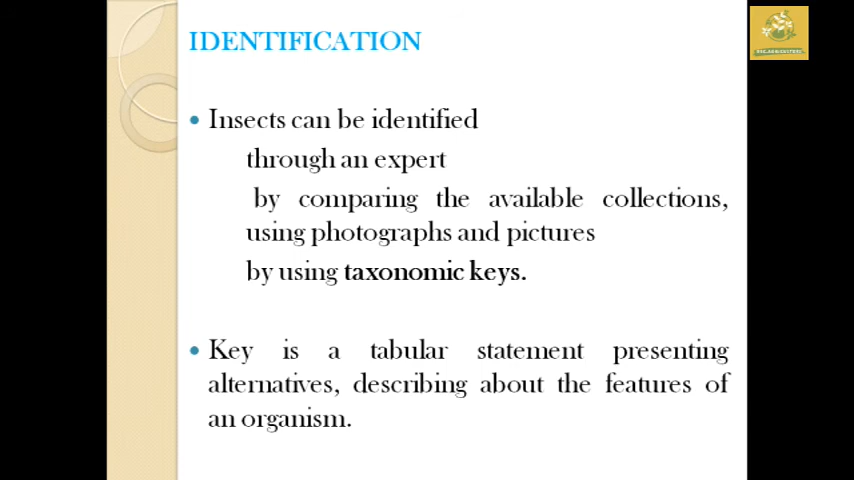 IDENTIFICATION
• Insects can be identified
through an expert
by comparing the available collections,
using photographs and pictures
by using taxonomic keys.
• Key is a tabular statement presenting
alternatives, describing about the features of
an organism.